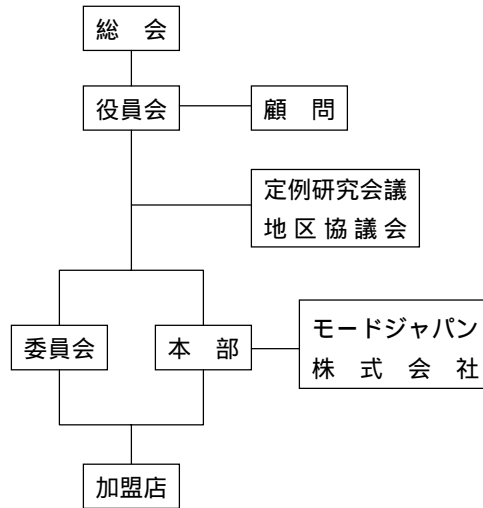 総　会
役員会
顧　問
定例研究会議
地区協議会
委員会
本　部
モードジャパン
株式会社
加盟店